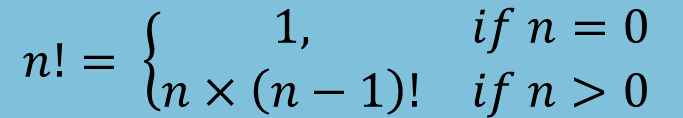 n! = { 1, if n = 0
n × (n − 1)! if n > 0